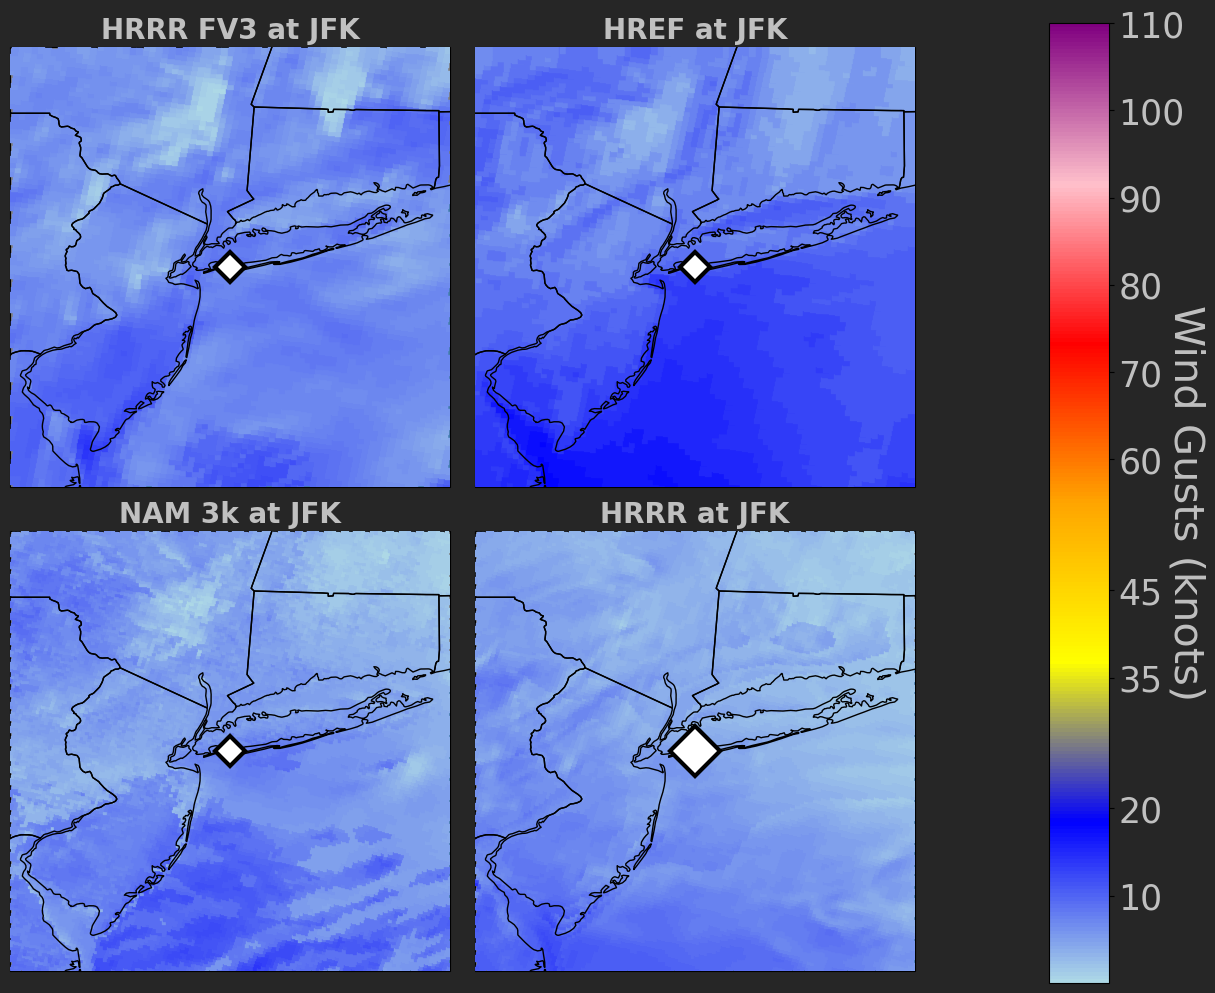 HRRR FV3 at JFK
HREF at JFK
NAM 3k at JFK
HRRR at JFK
110
100
90
80
70
60
45
35
20
10
Wind Gusts (knots)